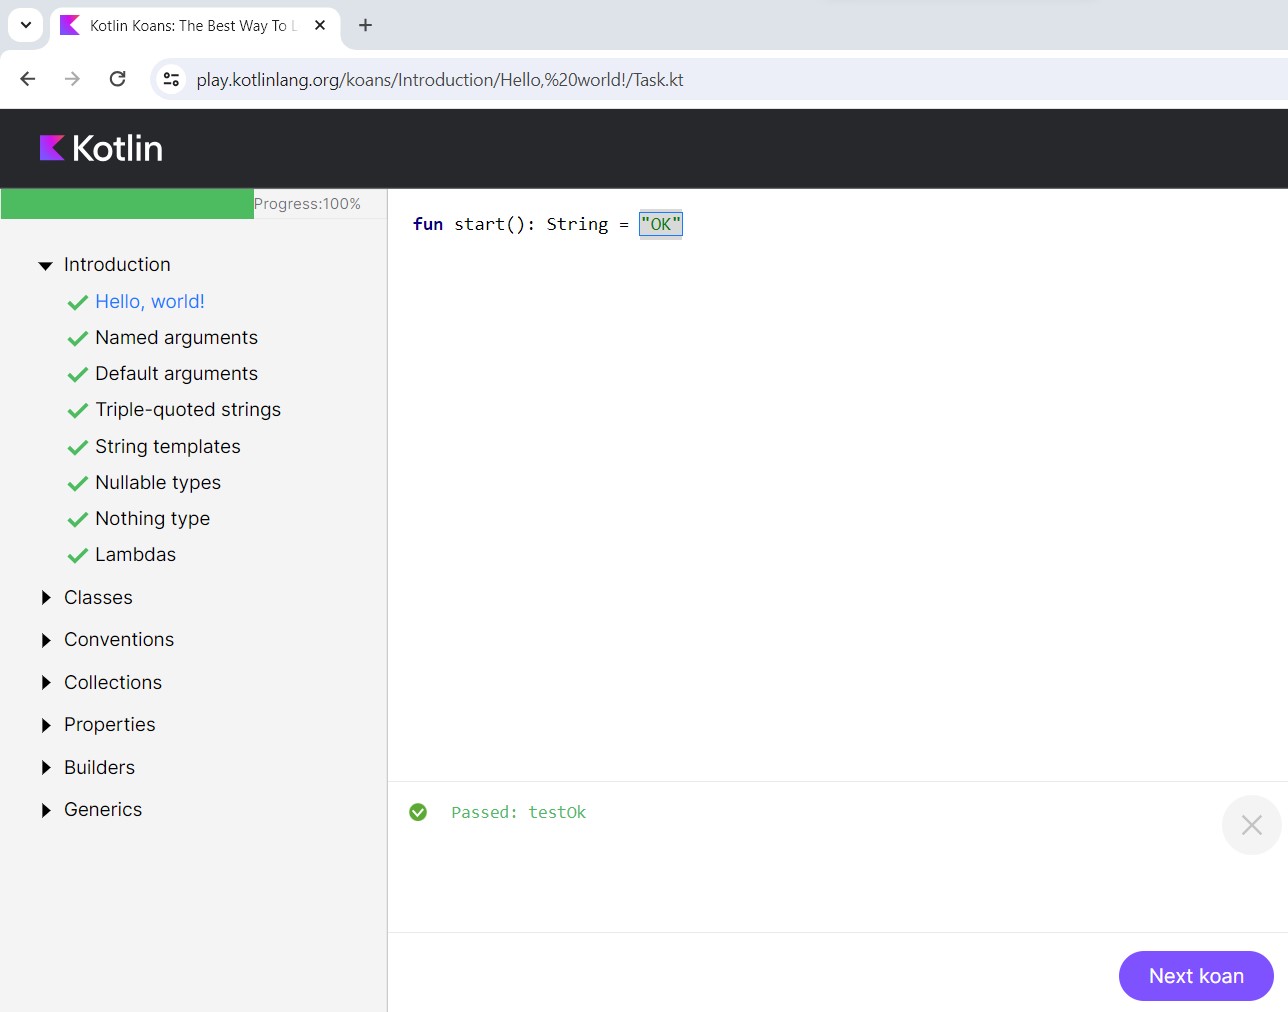 Kotlin Koans: The Best Way To L
play.kotlinlang.org/koans/Introduction/Hello,%20world!/Task.kt
Kotlin
Progress:100%
Introduction
Hello, world!
Named arguments
Default arguments
Triple-quoted strings
String templates
Nullable types
Nothing type
Lambdas
Classes
Conventions
Collections
Properties
Builders
Generics
fun start(): String = "OK"
Passed: testOk
Next koan